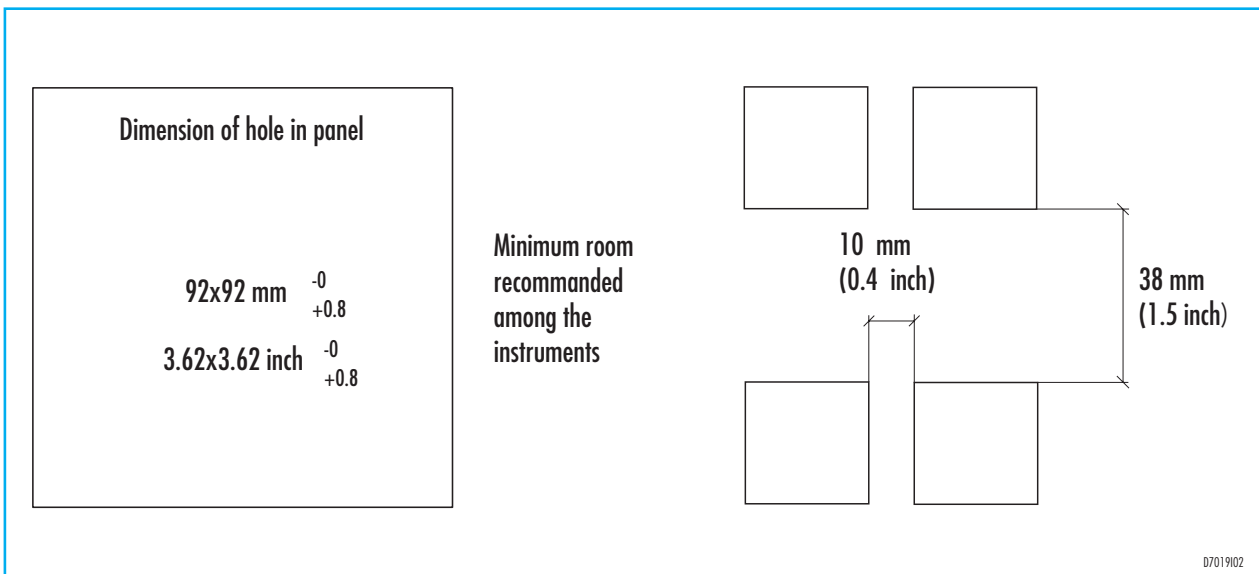 Dimension of hole in panel
92x92 mm -0
+0.8
3.62x3.62 inch -0
+0.8
Minimum room
recommanded
among the
instruments
10 mm
(0.4 inch)
38 mm
(1.5 inch)
D7019I02